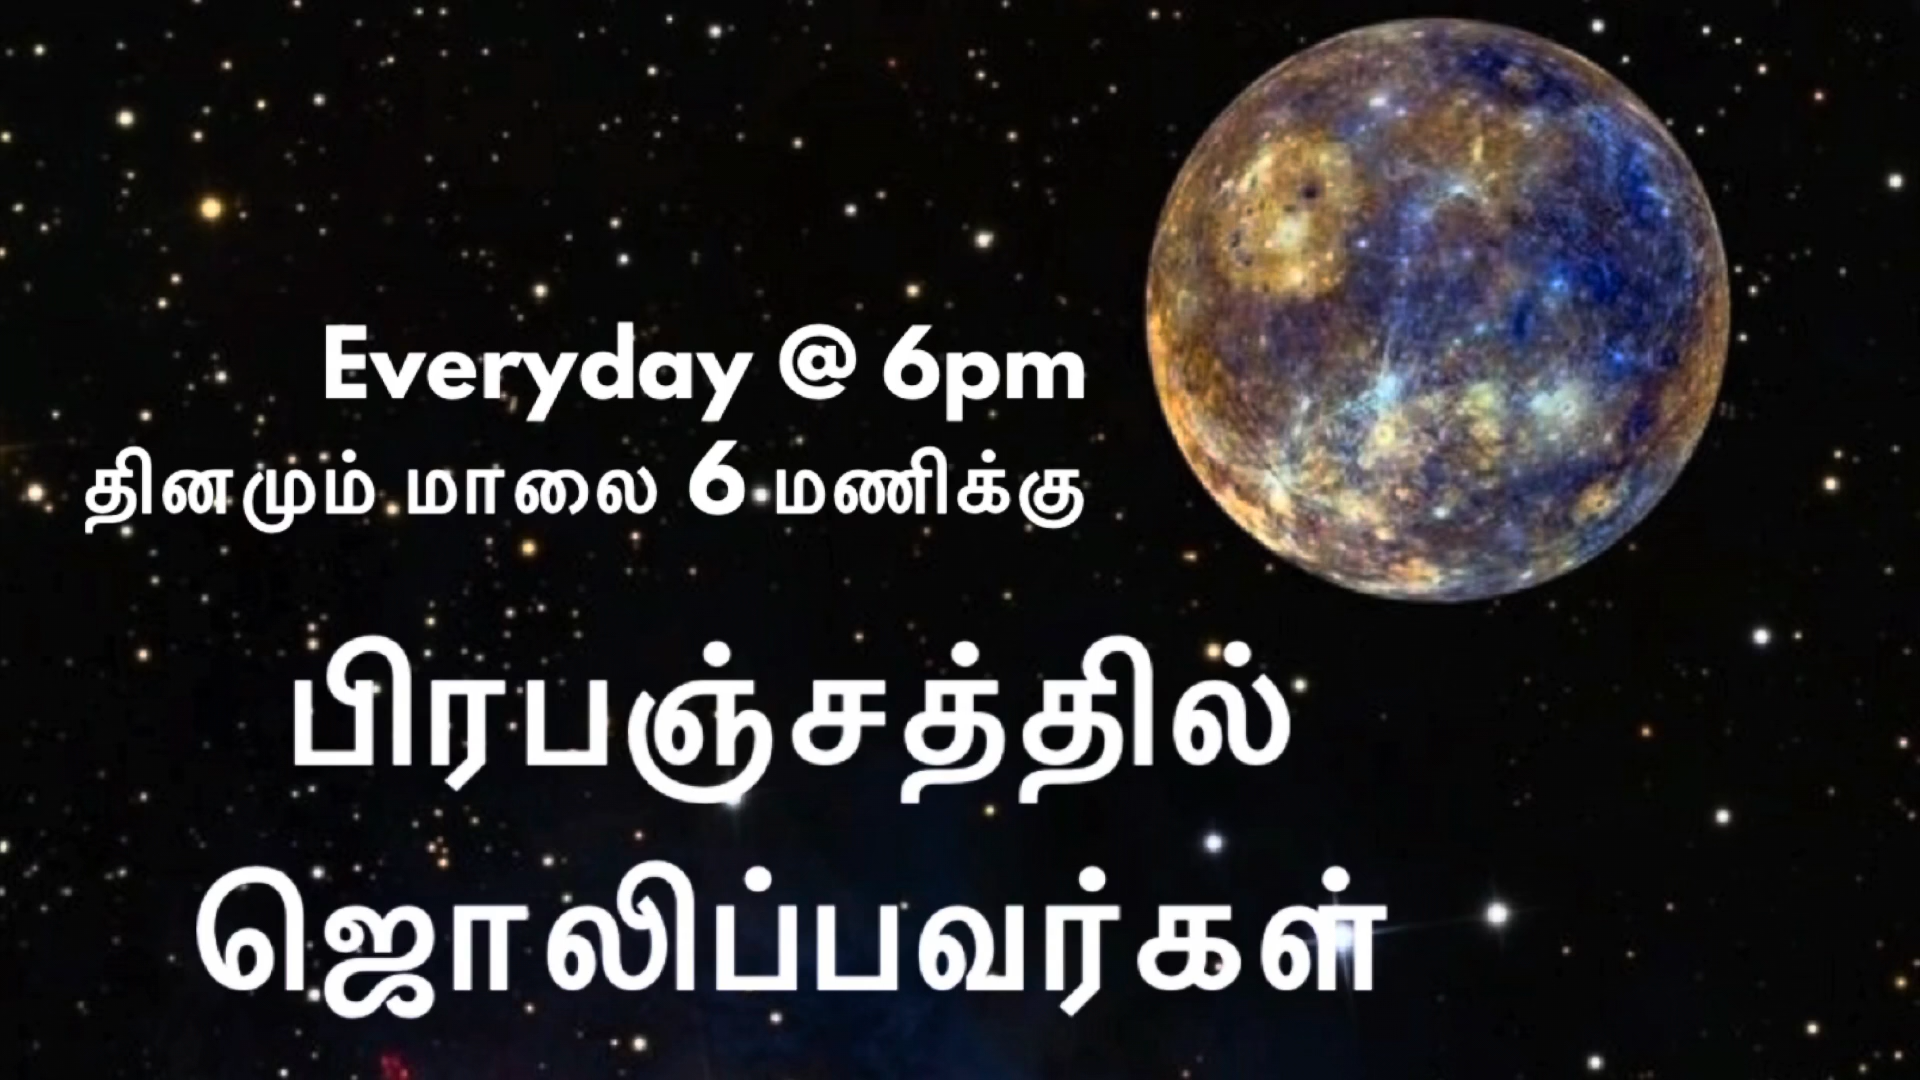 Everyday @ 6pm
தினமும் மாலை 6 மணிக்கு
பிரபஞ்சத்தில்
ஜொலிப்பவர்கள்